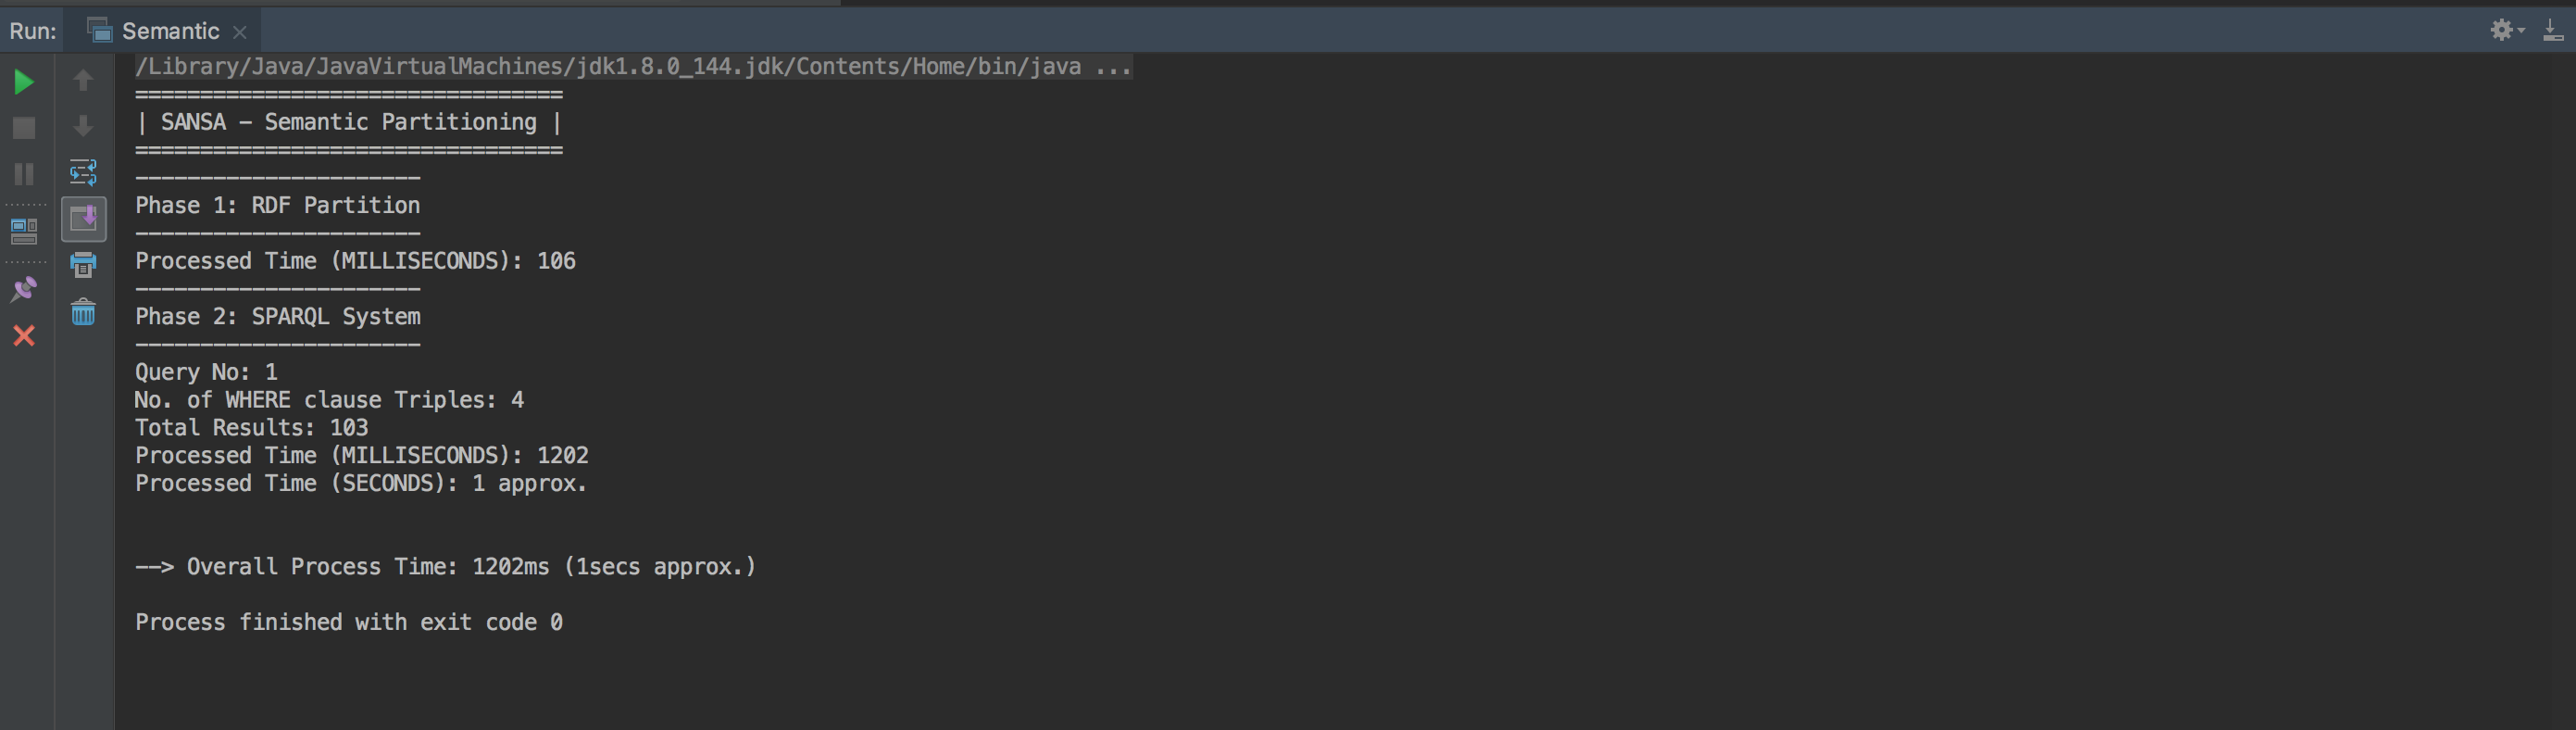 Run: Semantic
/Library/Java/JavaVirtualMachines/jdk1.8.0_144.jdk/Contents/Home/bin/java ...
=================================
| SANSA - Semantic Partitioning |
=================================
----------------------
Phase 1: RDF Partition
----------------------
Processed Time (MILLISECONDS): 106
----------------------
Phase 2: SPARQL System
----------------------
Query No: 1
No. of WHERE clause Triples: 4
Total Results: 103
Processed Time (MILLISECONDS): 1202
Processed Time (SECONDS): 1 approx.
--> Overall Process Time: 1202ms (1secs approx.)
Process finished with exit code 0